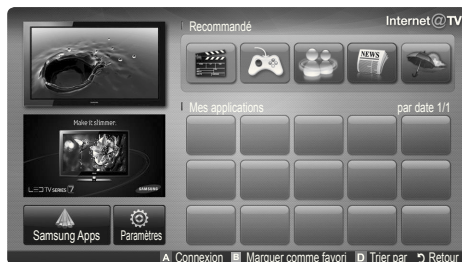 Internet@TV
Recommandé
NEWS
Mes applications par date 1/1
Make it slimmer.
LED TV SERIES 7 SAMSUNG
Samsung Apps Paramètres
A Connexion B Marquer comme favori D Trier par Retour